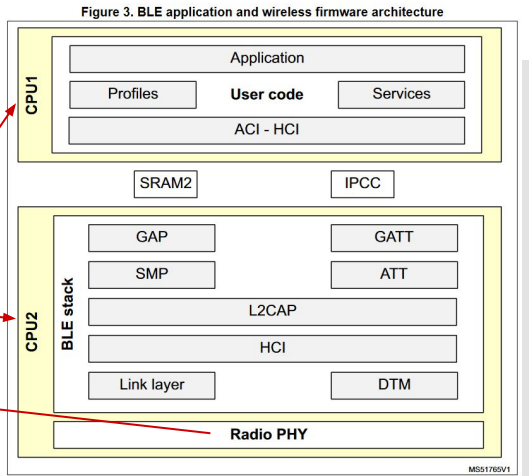 Figure 3. BLE application and wireless firmware architecture
CPU1
Application
Profiles
User code
Services
ACI - HCI
SRAM2
IPCC
CPU2
BLE stack
GAP
GATT
SMP
ATT
L2CAP
HCI
Link layer
DTM
Radio PHY
MS51765V1